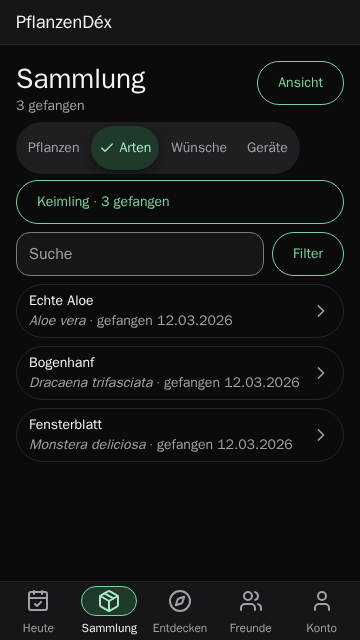 PflanzenDéx
Sammlung
Ansicht
3 gefangen
Pflanzen
Arten
Wünsche
Geräte
Keimling · 3 gefangen
Suche
Filter
Echte Aloe
Aloe vera · gefangen 12.03.2026
Bogenhanf
Dracaena trifasciata · gefangen 12.03.2026
Fensterblatt
Monstera deliciosa · gefangen 12.03.2026
Heute
Sammlung
Entdecken
Freunde
Konto